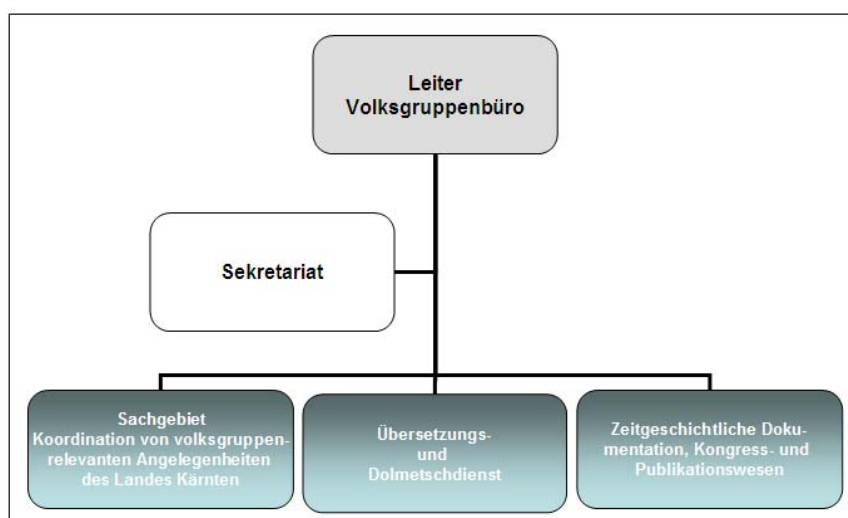 Leiter
Volksgruppenbüro
Sekretariat
Sachgebiet
Koordination von volksgruppen-
relevanten Angelegenheiten
des Landes Kärnten
Übersetzungs-
und
Dolmetschdienst
Zeitgeschichtliche Doku-
mentation, Kongress- und
Publikationswesen